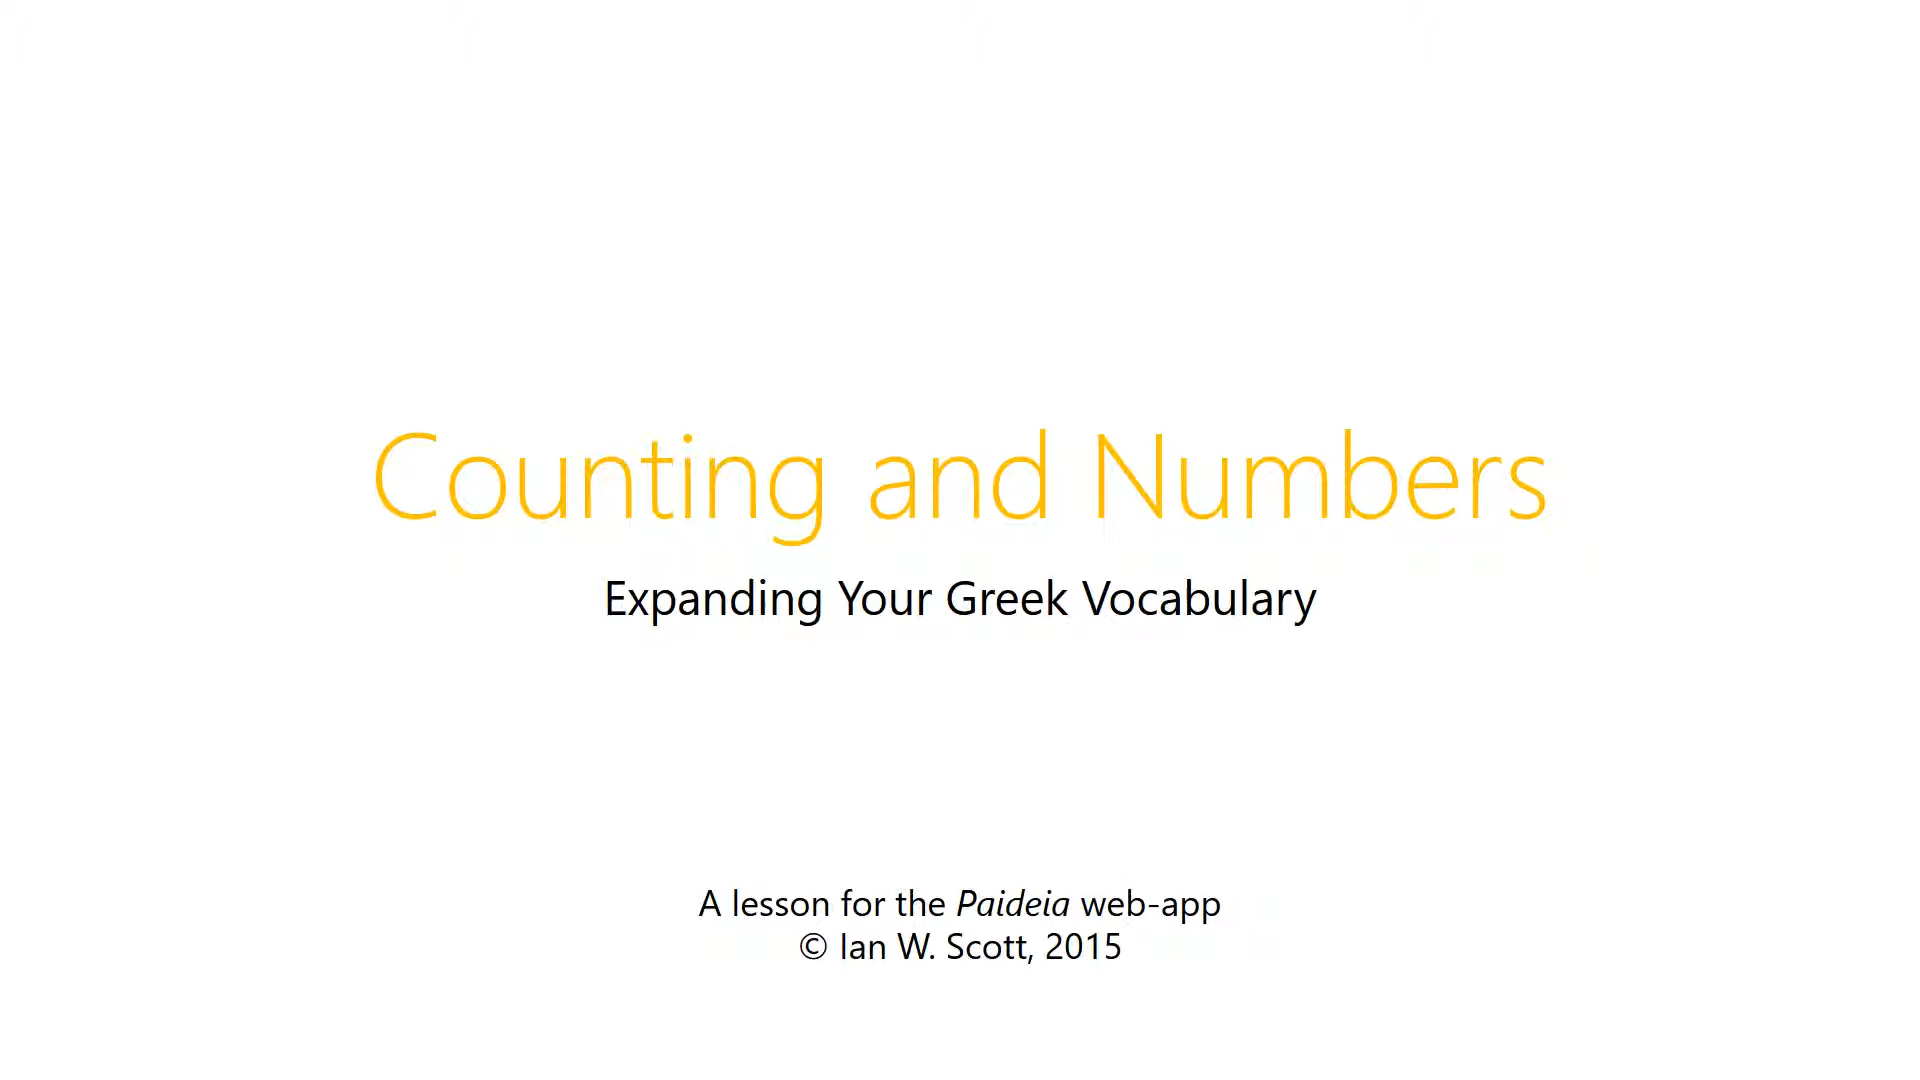 Counting and Numbers
Expanding Your Greek Vocabulary
A lesson for the Paideia web-app
© Ian W. Scott, 2015